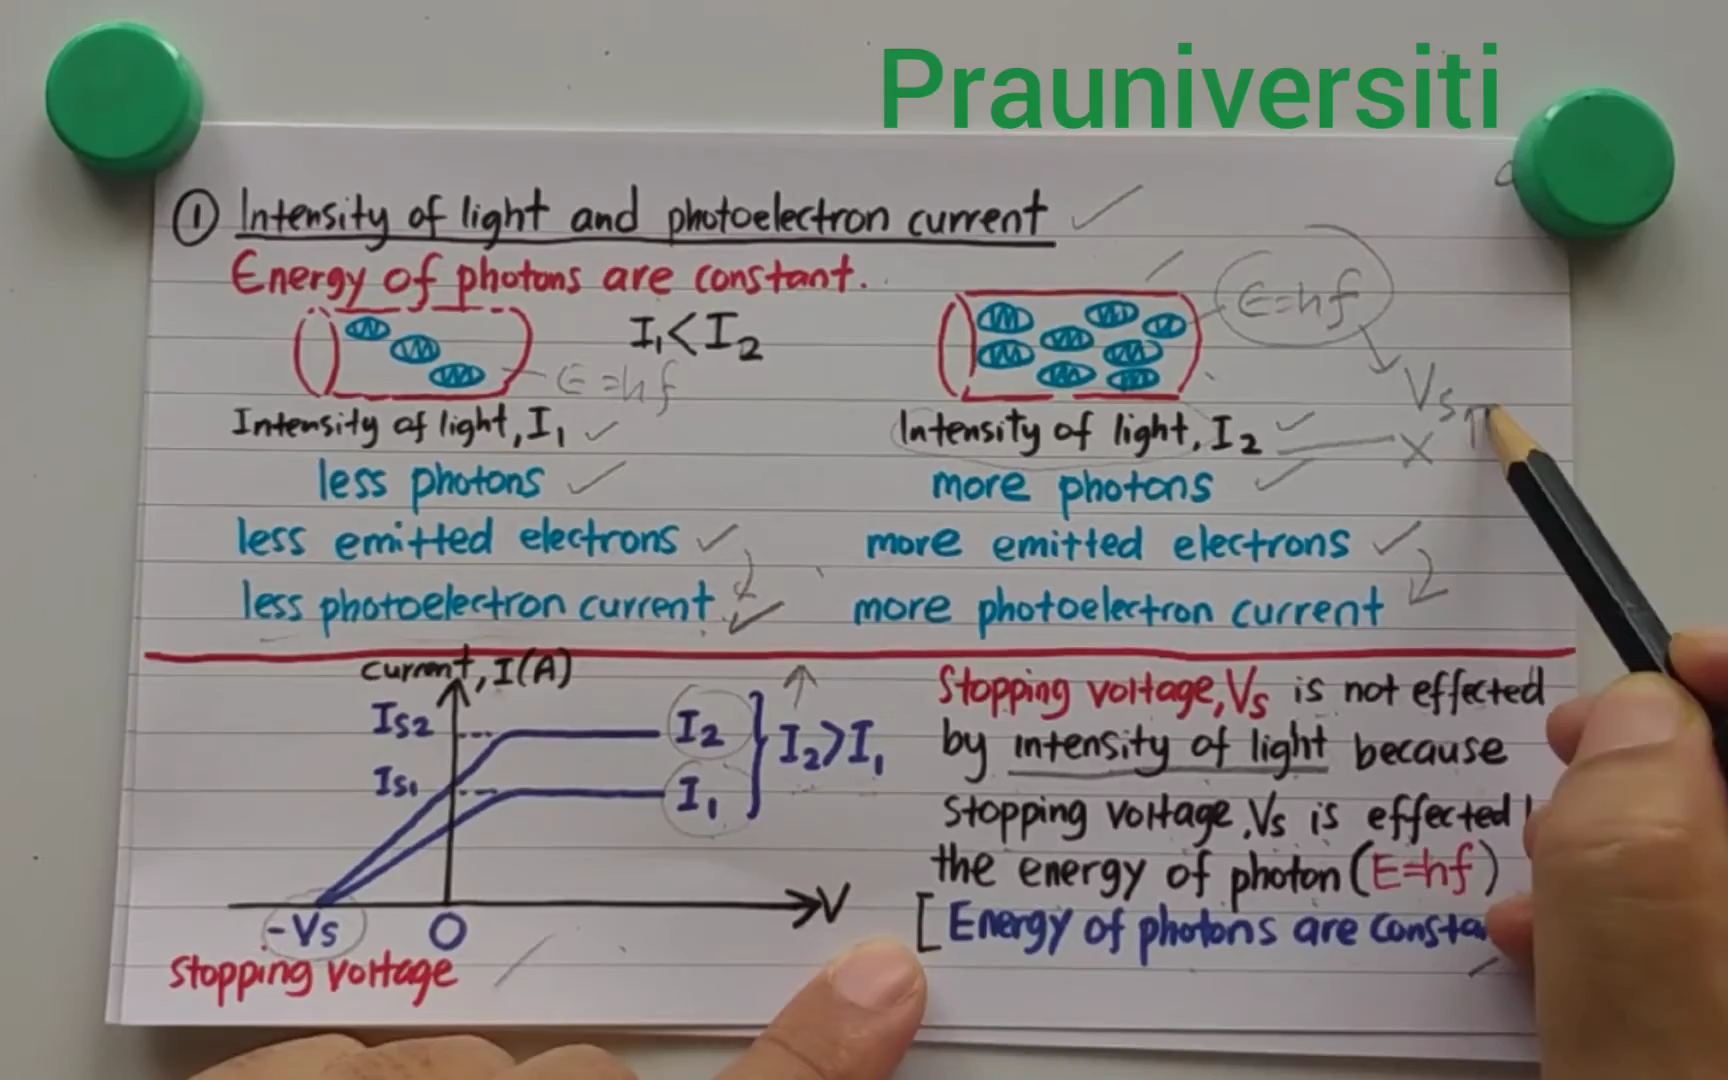 Prauniversiti
① Intensity of light and photoelectron current
Energy of photons are constant.
I₁<I₂
E=hf
E=hf
Vs
Intensity of light, I₁
Intensity of light, I₂
less photons
more photons
less emitted electrons
more emitted electrons
less photoelectron current
more photoelectron current
current, I(A)
Is2
I₂
Is1
I₁
I₂>I₁
V
-Vs
O
Stopping voltage
Stopping voltage, Vs is not effected
by intensity of light because
Stopping voltage, Vs is effected
the energy of photon (E=hf)
[Energy of photons are